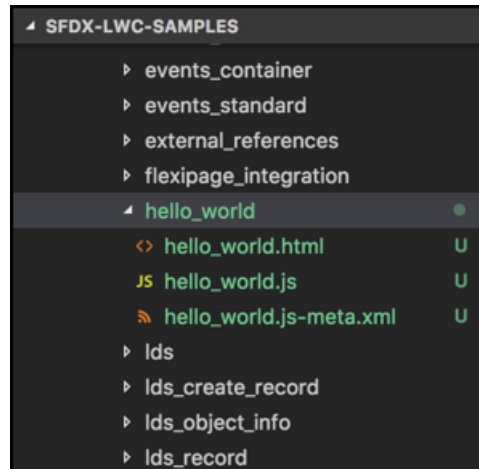 SFDX-LWC-SAMPLES
events_container
events_standard
external_references
flexipage_integration
hello_world
<> hello_world.html U
JS hello_world.js U
hello_world.js-meta.xml U
lds
lds_create_record
lds_object_info
lds_record